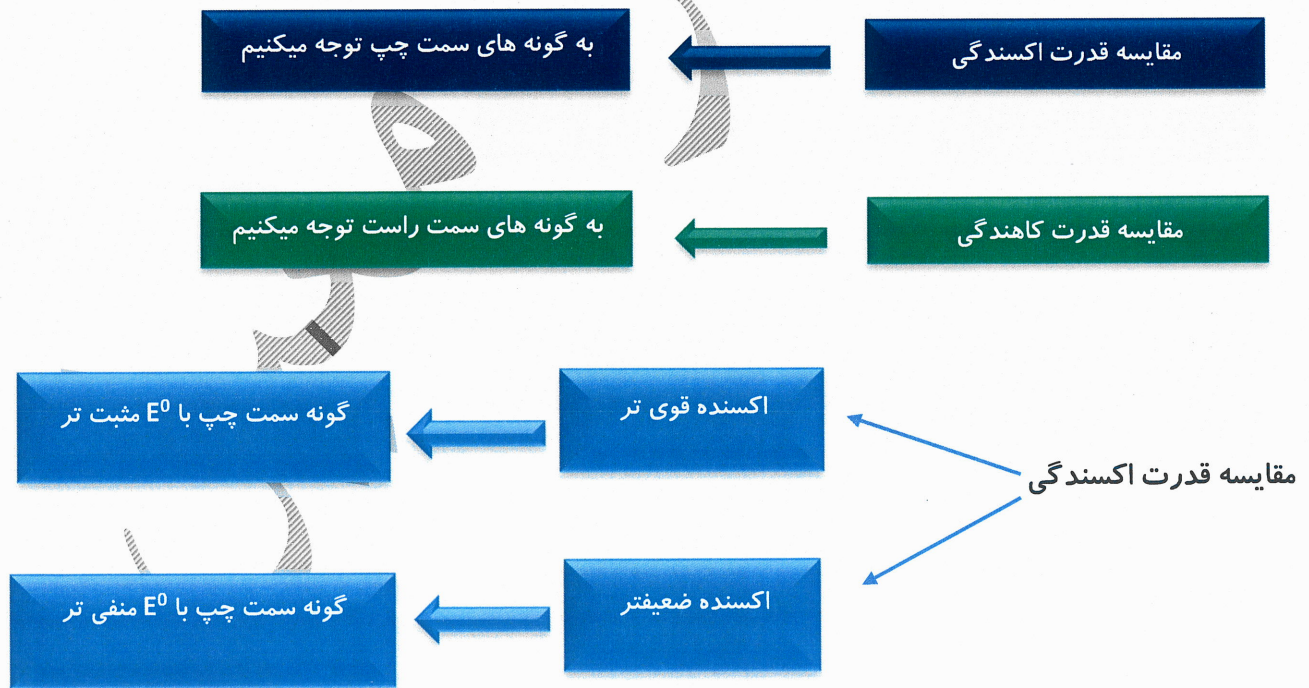 مقایسه قدرت اکسندگی
به گونه های سمت چپ توجه میکنیم
مقایسه قدرت کاهندگی
به گونه های سمت راست توجه میکنیم
مقایسه قدرت اکسندگی
اکسنده قوی تر
گونه سمت چپ با E⁰ مثبت تر
اکسنده ضعیفتر
گونه سمت چپ با E⁰ منفی تر